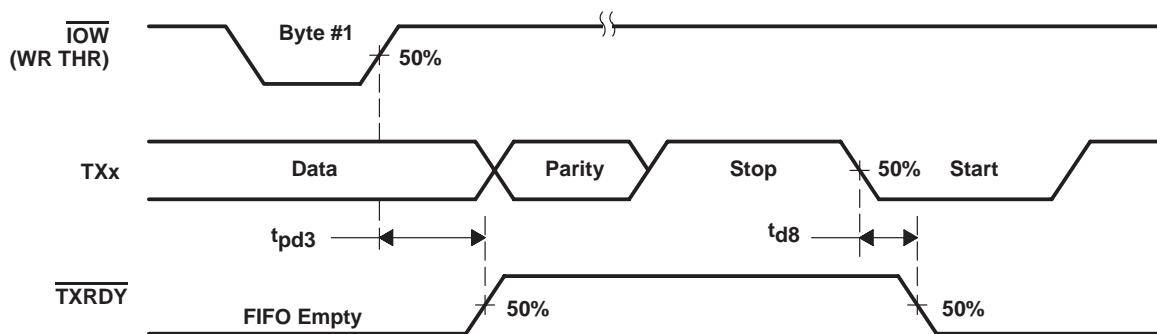 IOW
(WR THR)
Byte #1
50%
TXx
Data
Parity
Stop
50%
Start
tpd3
td8
TXRDY
FIFO Empty
50%
50%